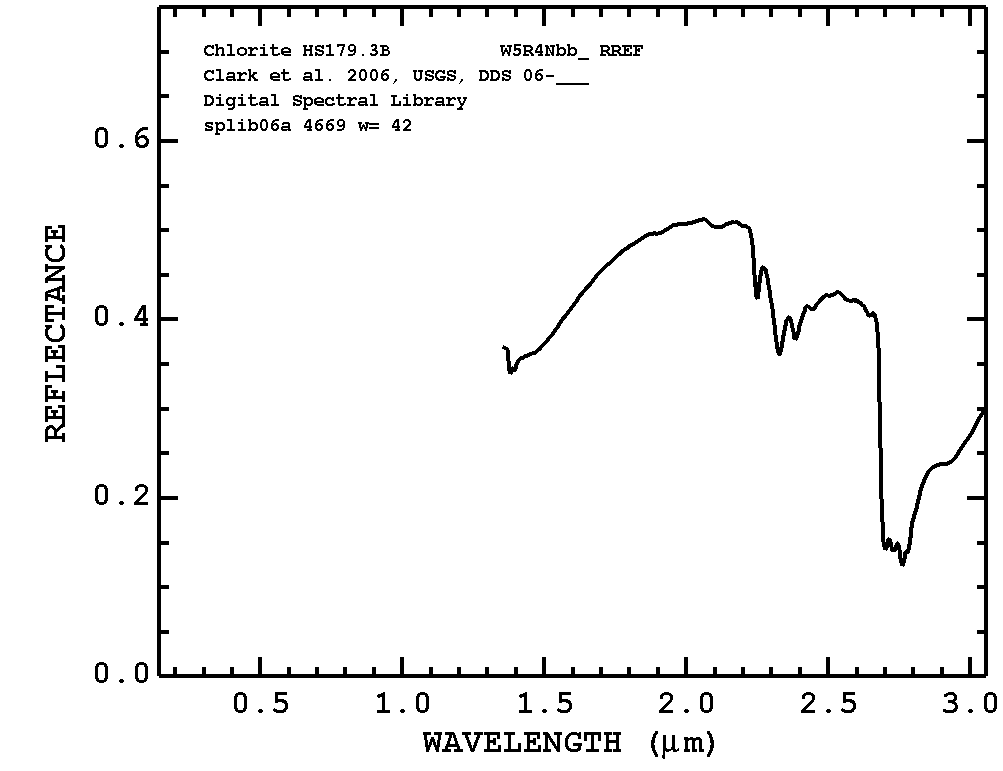 Chlorite HS179.3B W5R4Nbb_ RREF
Clark et al. 2006, USGS, DDS 06-___
Digital Spectral Library
splib06a 4669 w= 42
REFLECTANCE
0.6
0.4
0.2
0.0
0.5 1.0 1.5 2.0 2.5 3.0
WAVELENGTH (μm)